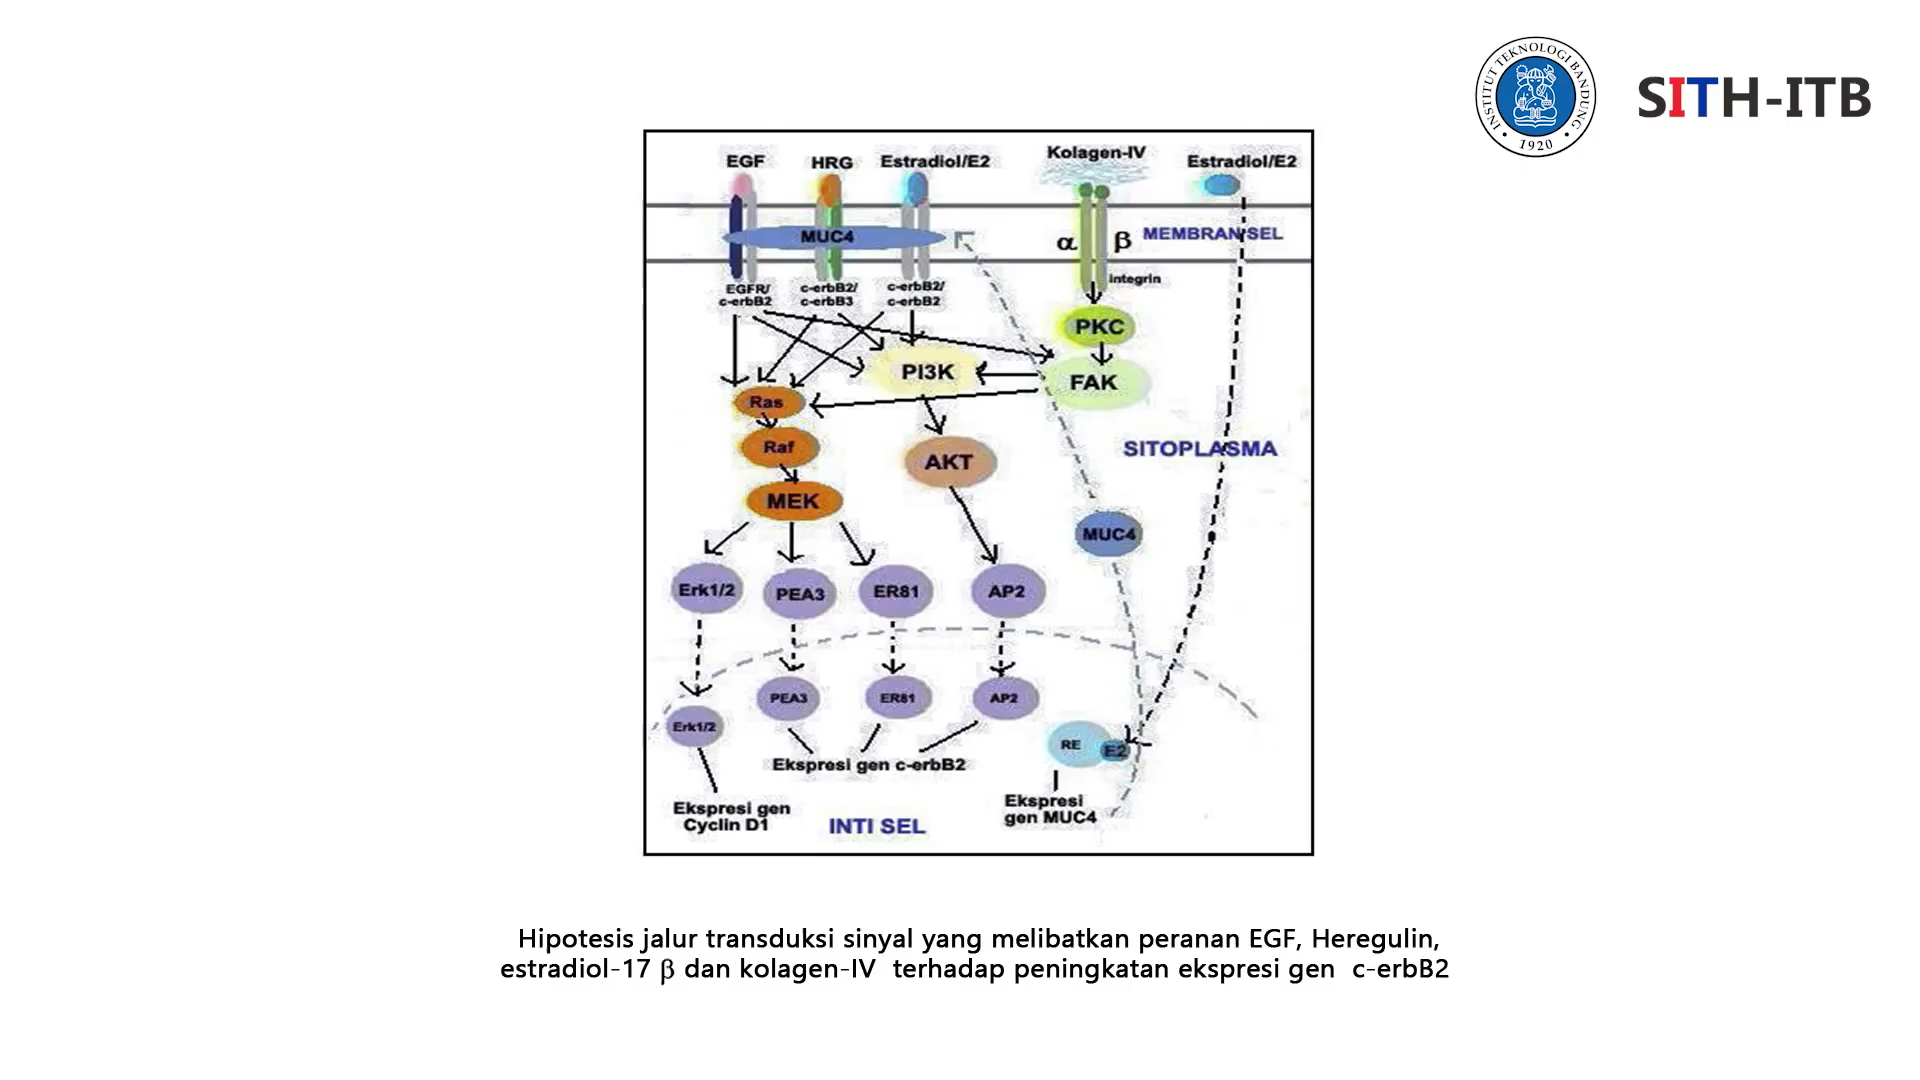 INSTITUT TEKNOLOGI BANDUNG
1920
SITH-ITB
EGF
HRG
Estradiol/E2
Kolagen-IV
Estradiol/E2
MUC4
α
β
MEMBRAN SEL
integrin
EGFR/
c-erbB2
c-erbB2/
c-erbB3
c-erbB2/
c-erbB2
PKC
PI3K
FAK
Ras
Raf
AKT
SITOPLASMA
MEK
MUC4
Erk1/2
PEA3
ER81
AP2
PEA3
ER81
AP2
Erk1/2
RE
E2
Ekspresi gen c-erbB2
Ekspresi gen
Cyclin D1
INTI SEL
Ekspresi
gen MUC4
Hipotesis jalur transduksi sinyal yang melibatkan peranan EGF, Heregulin,
estradiol-17 β dan kolagen-IV terhadap peningkatan ekspresi gen c-erbB2